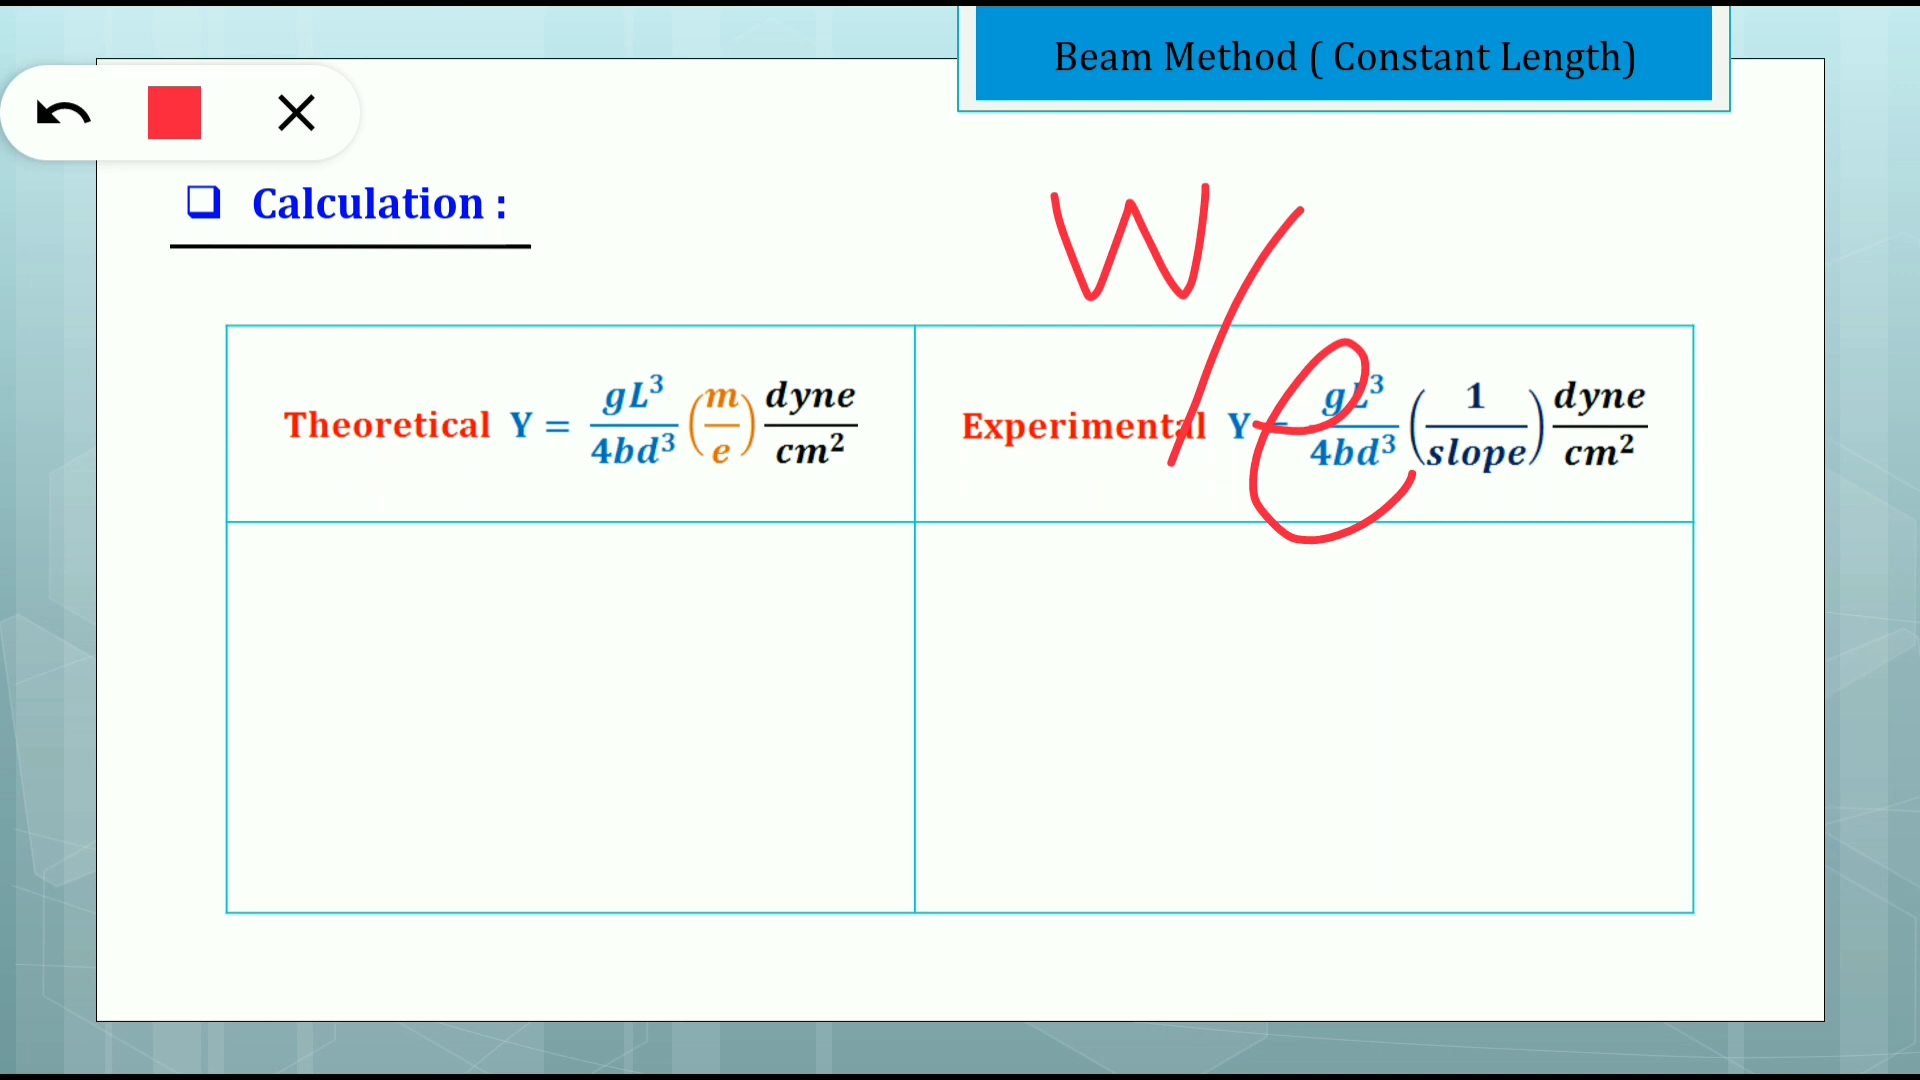 Beam Method ( Constant Length)
❑ Calculation :
W/e
Theoretical Y = gL³/4bd³ (m/e) dyne/cm²
Experimental Y = gL³/4bd³ (1/slope) dyne/cm²